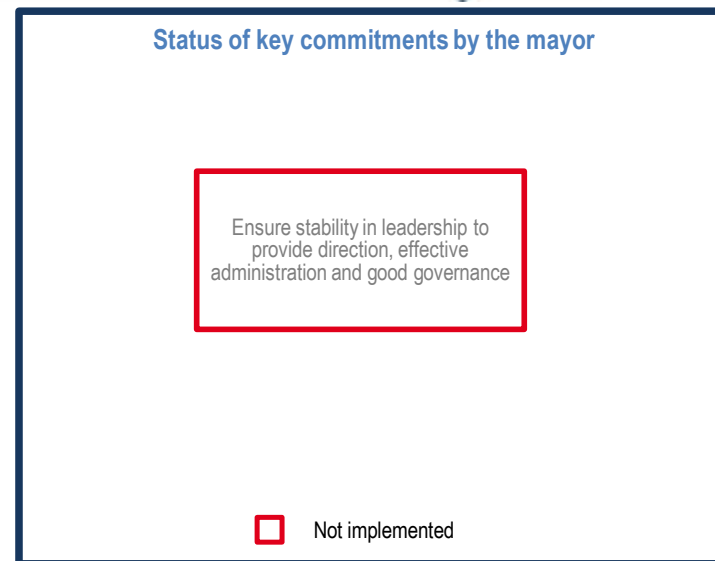 Status of key commitments by the mayor
Ensure stability in leadership to
provide direction, effective
administration and good governance
Not implemented